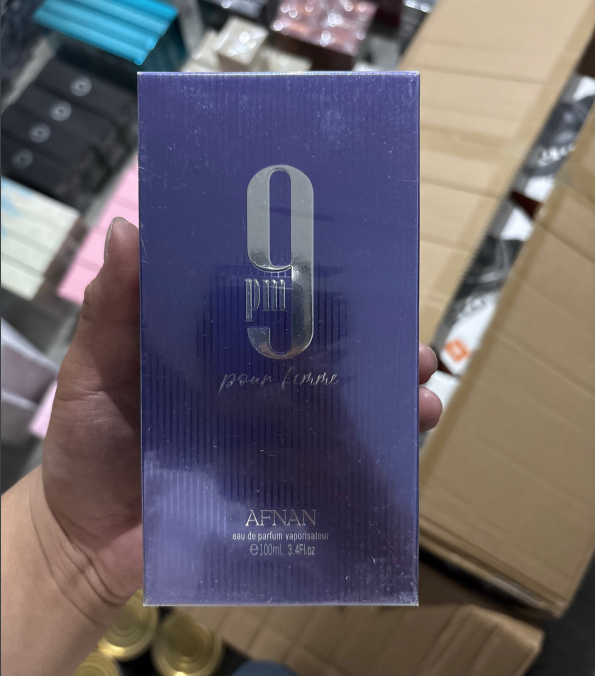 9
pm
pour femme
AFNAN
eau de parfum vaporisateur
℮100mL 3.4Fl.oz